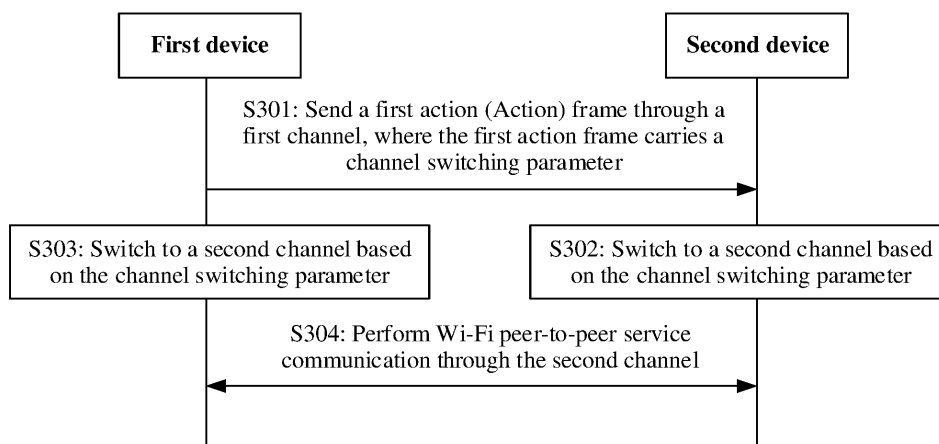 First device
Second device
S301: Send a first action (Action) frame through a
first channel, where the first action frame carries a
channel switching parameter
S303: Switch to a second channel based
on the channel switching parameter
S302: Switch to a second channel based
on the channel switching parameter
S304: Perform Wi-Fi peer-to-peer service
communication through the second channel